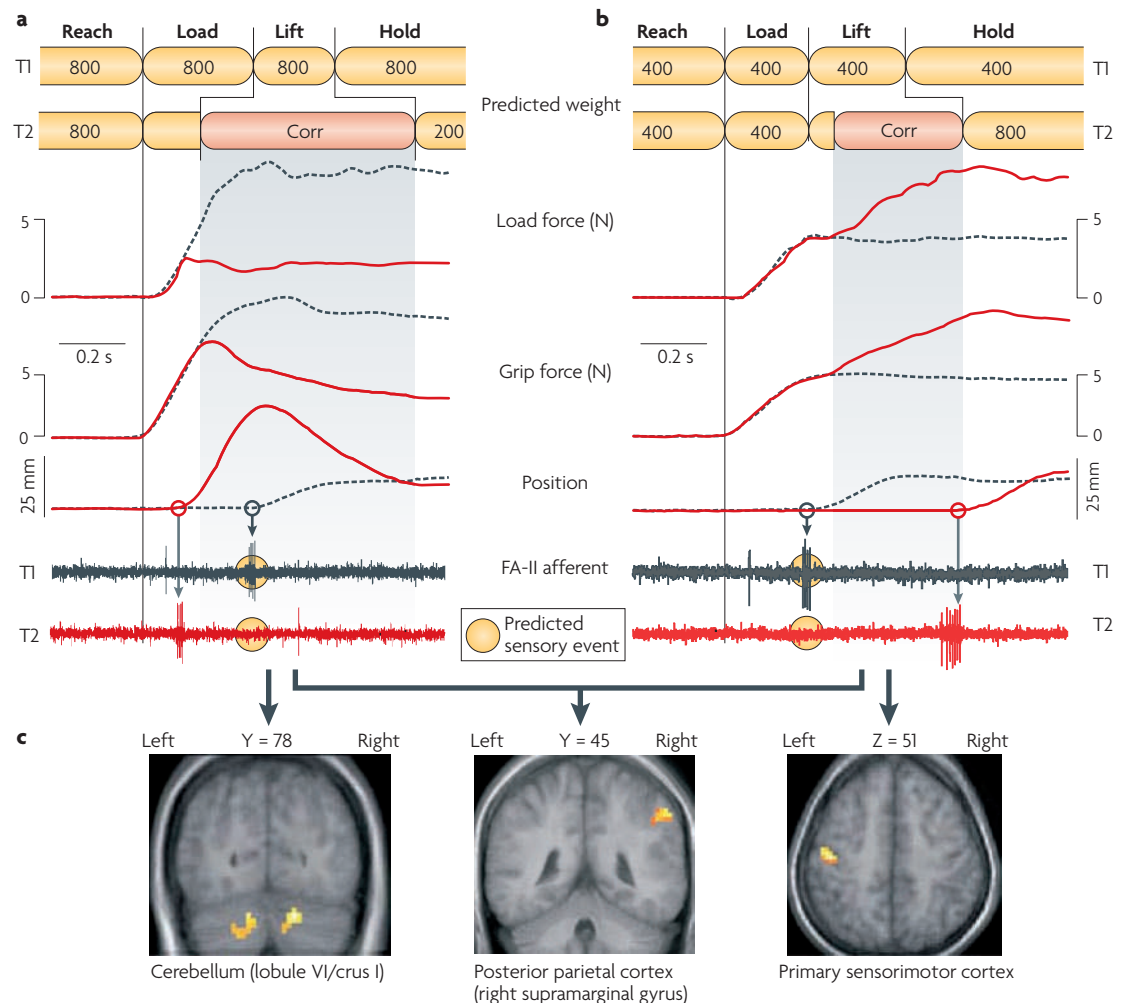 a
Reach Load Lift Hold
T1 800 800 800 800
T2 800 Corr 200
b
Reach Load Lift Hold
400 400 400 400 T1
400 400 Corr 800 T2
Predicted weight
5
0
Load force (N)
5
0
0.2 s
0.2 s
5
0
Grip force (N)
5
0
25 mm
Position
25 mm
T1
FA-II afferent
T1
T2
Predicted
sensory event
T2
c
Left Y = 78 Right
Left Y = 45 Right
Left Z = 51 Right
Cerebellum (lobule VI/crus I)
Posterior parietal cortex
(right supramarginal gyrus)
Primary sensorimotor cortex